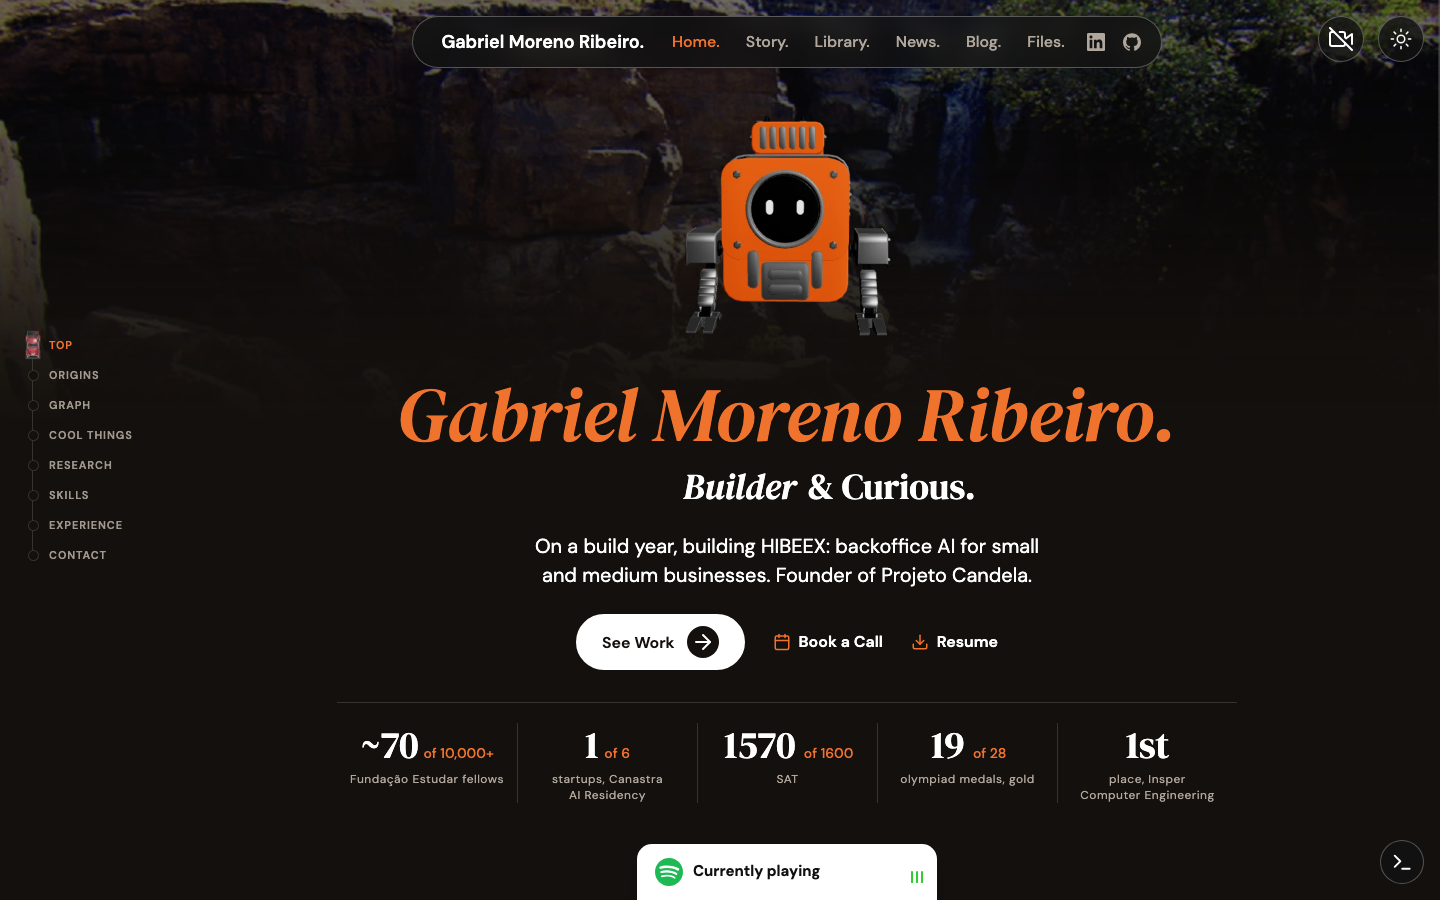 Gabriel Moreno Ribeiro. Home. Story. Library. News. Blog. Files.
TOP
ORIGINS
GRAPH
COOL THINGS
RESEARCH
SKILLS
EXPERIENCE
CONTACT
Gabriel Moreno Ribeiro.
Builder & Curious.
On a build year, building HIBEEX: backoffice AI for small
and medium businesses. Founder of Projeto Candela.
See Work
Book a Call
Resume
~70 of 10,000+
Fundação Estudar fellows
1 of 6
startups, Canastra
AI Residency
1570 of 1600
SAT
19 of 28
olympiad medals, gold
1st
place, Insper
Computer Engineering
Currently playing